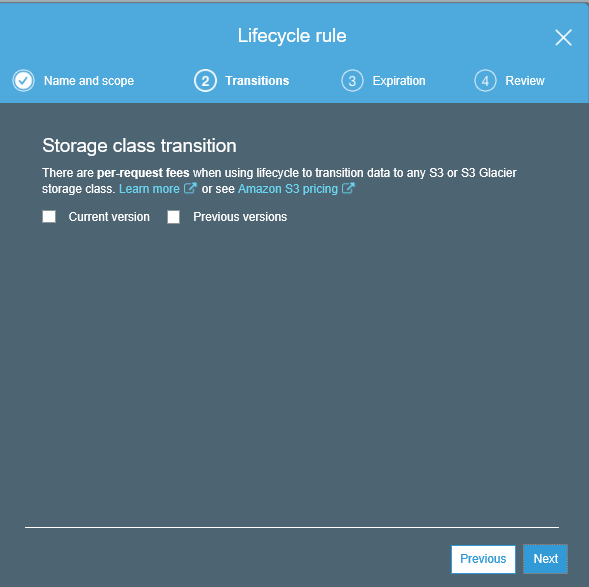 Lifecycle rule
Name and scope
2 Transitions
3 Expiration
4 Review
Storage class transition
There are per-request fees when using lifecycle to transition data to any S3 or S3 Glacier
storage class. Learn more or see Amazon S3 pricing
Current version Previous versions
Previous Next